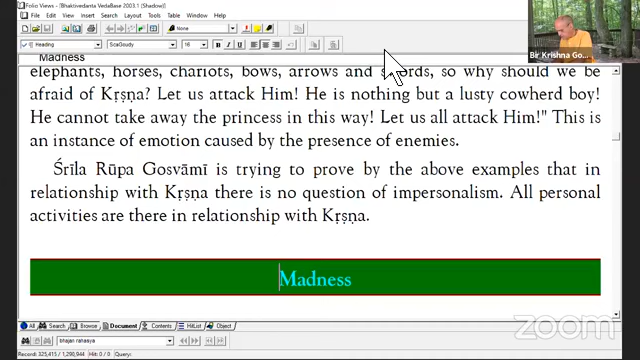 Folio Views - [Bhaktivedanta VedaBase 2003.1 (Shadow)]
File Edit View Search Layout Tools Window Help
None
Heading
ScaGoudy
16
Madness
elephants, horses, chariots, bows, arrows and swords, so why should we be
afraid of Kṛṣṇa? Let us attack Him! He is nothing but a lusty cowherd boy!
He cannot take away the princess in this way! Let us all attack Him!" This is
an instance of emotion caused by the presence of enemies.
Śrīla Rūpa Gosvāmī is trying to prove by the above examples that in
relationship with Kṛṣṇa there is no question of impersonalism. All personal
activities are there in relationship with Kṛṣṇa.
Madness
All Search Browse Document Contents HitList Object
bhajan rahasya
Record: 325,415 / 1,298,944 Hit: 0 / 0 Query:
Bir Krishna Go...
zoom